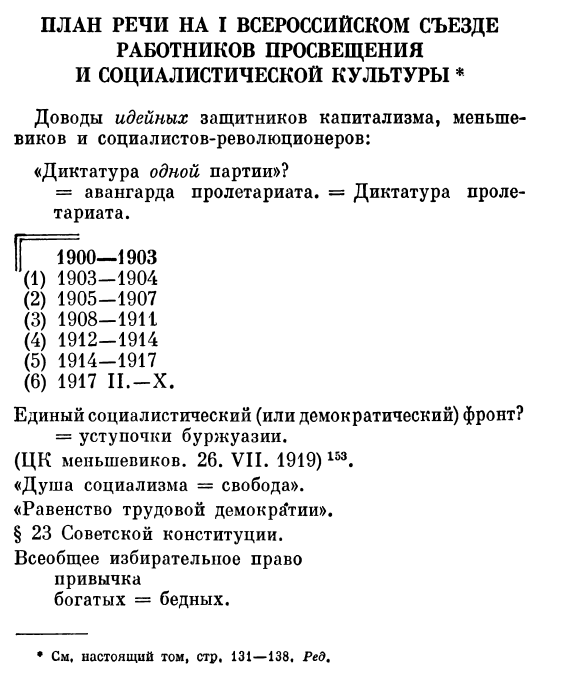 ПЛАН РЕЧИ НА I ВСЕРОССИЙСКОМ СЪЕЗДЕ
РАБОТНИКОВ ПРОСВЕЩЕНИЯ
И СОЦИАЛИСТИЧЕСКОЙ КУЛЬТУРЫ *
Доводы идейных защитников капитализма, меньше-
виков и социалистов-революционеров:
«Диктатура одной партии»?
= авангарда пролетариата. = Диктатура проле-
тариата.
1900—1903
(1) 1903—1904
(2) 1905—1907
(3) 1908—1911
(4) 1912—1914
(5) 1914—1917
(6) 1917 II.—X.
Единый социалистический (или демократический) фронт?
= уступочки буржуазии.
(ЦК меньшевиков. 26. VII. 1919) 153.
«Душа социализма = свобода».
«Равенство трудовой демократии».
§ 23 Советской конституции.
Всеобщее избирательное право
привычка
богатых = бедных.
* См. настоящий том, стр. 131—138. Ред.